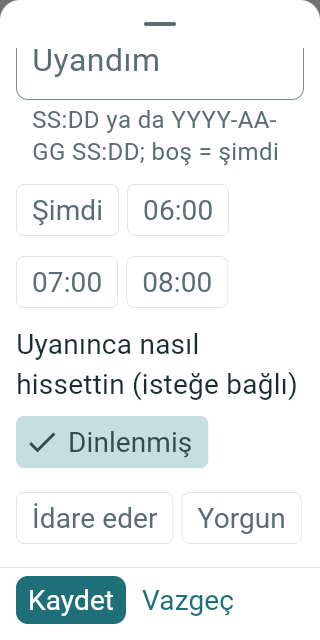 Uyandım
SS:DD ya da YYYY-AA-
GG SS:DD; boş = şimdi
Şimdi 06:00
07:00 08:00
Uyanınca nasıl
hissettin (isteğe bağlı)
Dinlenmiş
İdare eder Yorgun
Kaydet Vazgeç